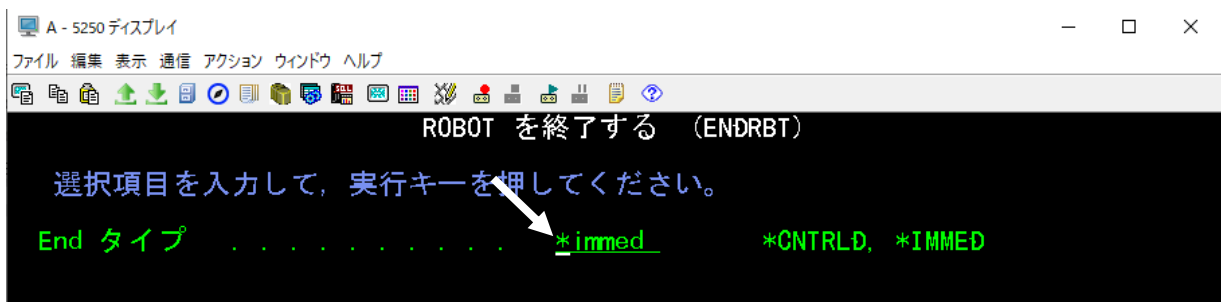 A - 5250 ディスプレイ
ファイル 編集 表示 通信 アクション ウィンドウ ヘルプ
ROBOT を終了する (ENDRBT)
選択項目を入力して, 実行キーを押してください。
End タイプ . . . . . . . . . . *immed *CNTRLD, *IMMED